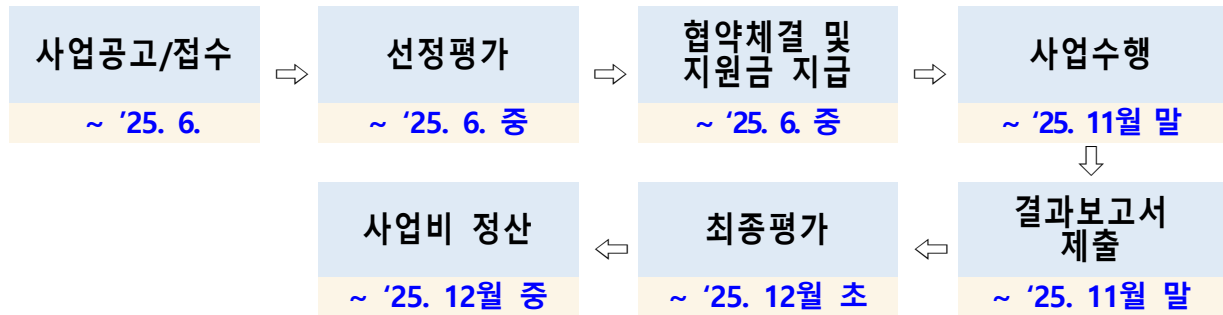 사업공고/접수
~ '25. 6.
선정평가
~ ‘25. 6. 중
협약체결 및
지원금 지급
~ ‘25. 6. 중
사업수행
~ ‘25. 11월 말
결과보고서
제출
~ ‘25. 11월 말
최종평가
~ ‘25. 12월 초
사업비 정산
~ ‘25. 12월 중